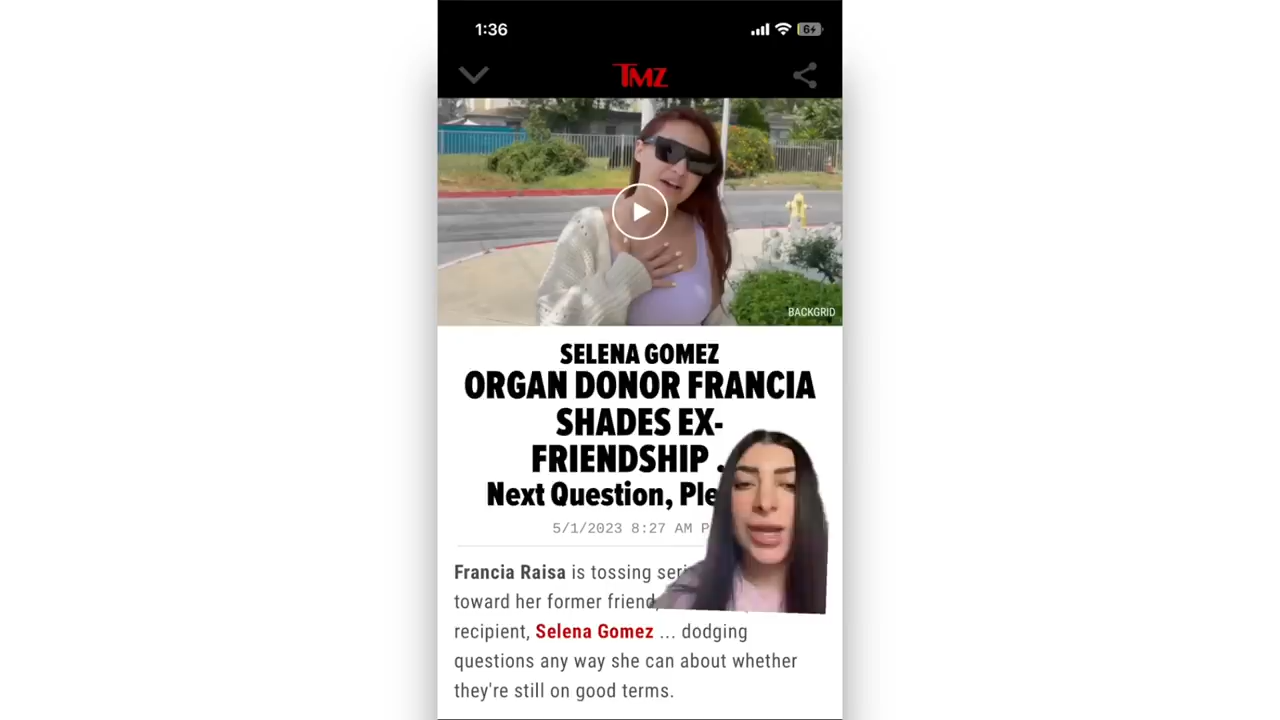 1:36
6
TMZ
BACKGRID
SELENA GOMEZ
ORGAN DONOR FRANCIA
SHADES EX-
FRIENDSHIP .
Next Question,
5/1/2023 8:27 AM
Francia Raisa is tossing
toward her former friend,
recipient, Selena Gomez ... dodging
questions any way she can about whether
they're still on good terms.